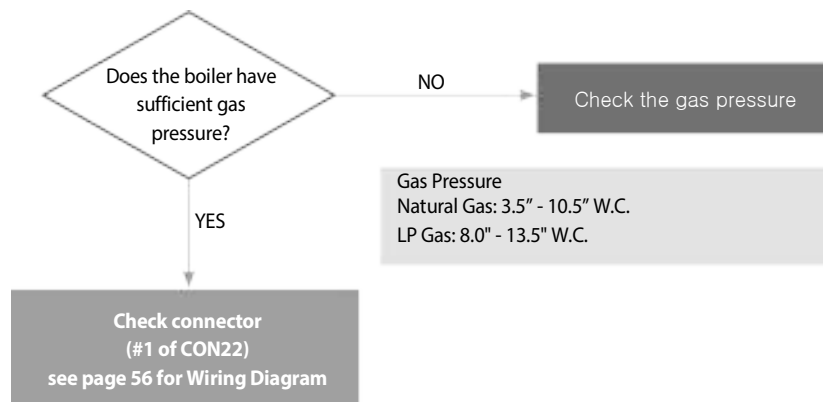 Does the boiler have
sufficient gas
pressure?
NO
Check the gas pressure
Gas Pressure
Natural Gas: 3.5” - 10.5” W.C.
LP Gas: 8.0" - 13.5" W.C.
YES
Check connector
(#1 of CON22)
see page 56 for Wiring Diagram